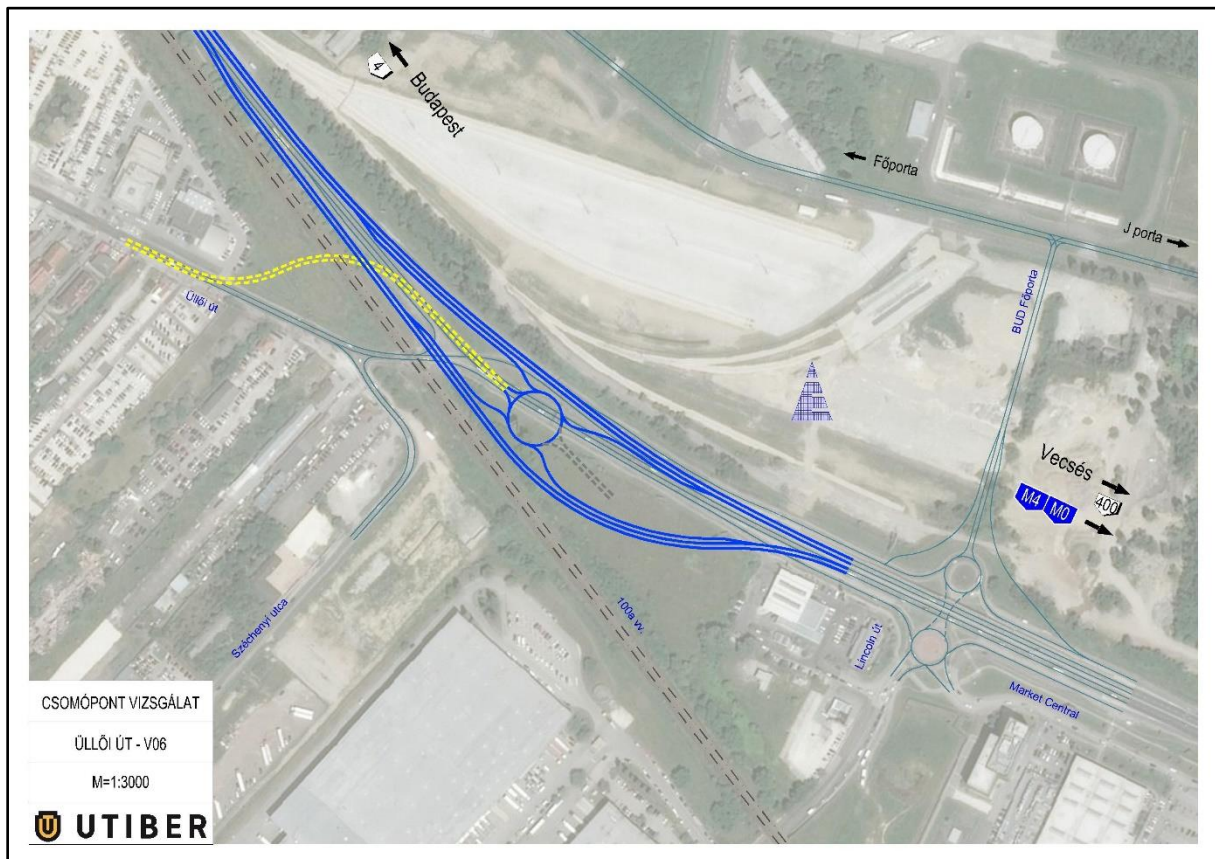 4
Budapest
Főporta
J porta
Üllői út
BUD Főporta
Vecsés
M4 M0
400
Széchenyi utca
100a vv.
Lincoln út
Market Central
CSOMÓPONT VIZSGÁLAT
ÜLLŐI ÚT - V06
M=1:3000
UTIBER